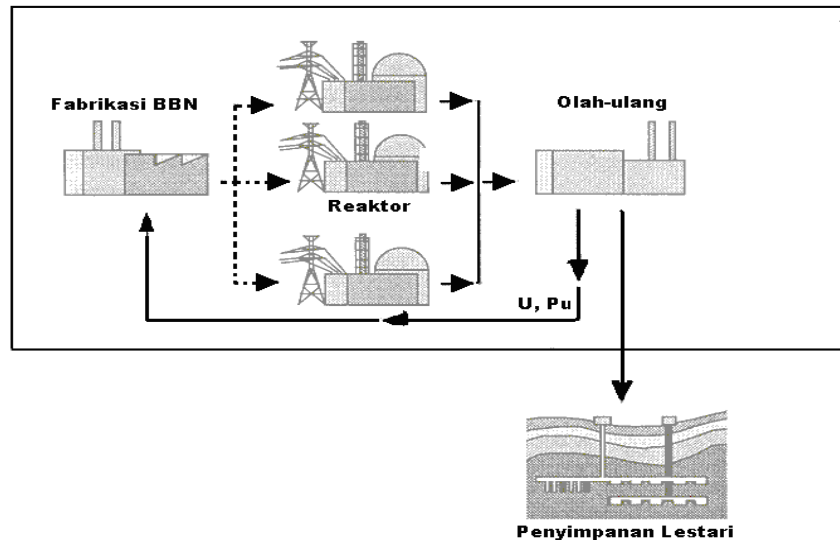 Fabrikasi BBN
Olah-ulang
Reaktor
U, Pu
Penyimpanan Lestari